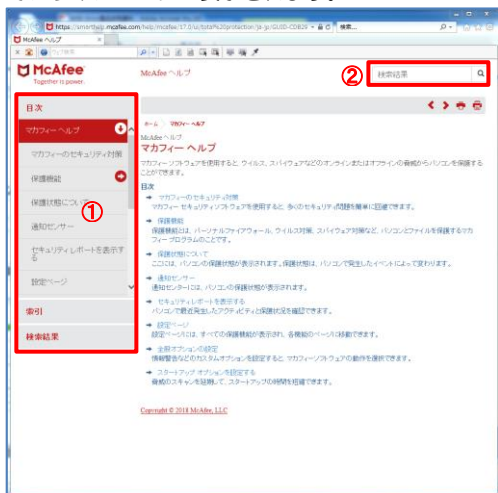 https://smarthelp.mcafee.com/help/mcafee/17.0/ja/total%20protection/ja-jp/GUID-CDB29
検索...
McAfee ヘルプ
McAfee
Together is power.
McAfee ヘルプ
②
検索結果
目次
マカフィー ヘルプ
マカフィーのセキュリティ対策
保護機能
保護状態について
①
通知センサー
セキュリティレポートを表示す
る
設定ページ
索引
検索結果
ホーム > マカフィー ヘルプ
McAfee ヘルプ
マカフィー ヘルプ
マカフィー ソフトウェアを使用すると、ウイルス、スパイウェアなどのオンラインまたはオフラインの脅威からパソコンを保護する
ことができます。
目次
マカフィーのセキュリティ対策
マカフィー セキュリティ ソフトウェアを使用すると、多くのセキュリティ問題を簡単に回避できます。
保護機能
保護機能とは、パーソナルファイアウォール、ウイルス対策、スパイウェア対策など、パソコンとファイルを保護するマカ
フィー プログラムのことです。
保護状態について
ここには、パソコンの保護状態が表示されます。保護状態は、パソコンで発生したイベントによって変わります。
通知センター
通知センターには、パソコンの保護状態が表示されます。
セキュリティレポートを表示する
パソコンで最近発生したアクティビティと保護状況を確認できます。
設定ページ
設定ページには、すべての保護機能が表示され、各機能のページに移動できます。
全般オプションの設定
情報警告などのカスタムオプションを設定すると、マカフィーソフトウェアの動作を選択できます。
スタートアップ オプションを設定する
脅威のスキャンを延期して、スタートアップの時間を短縮できます。
Copyright © 2018 McAfee, LLC